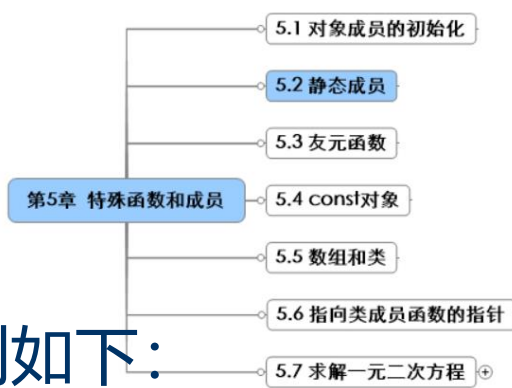 5.1 对象成员的初始化
5.2 静态成员
5.3 友元函数
第5章 特殊函数和成员
5.4 const对象
5.5 数组和类
5.6 指向类成员函数的指针
如下：
5.7 求解一元二次方程